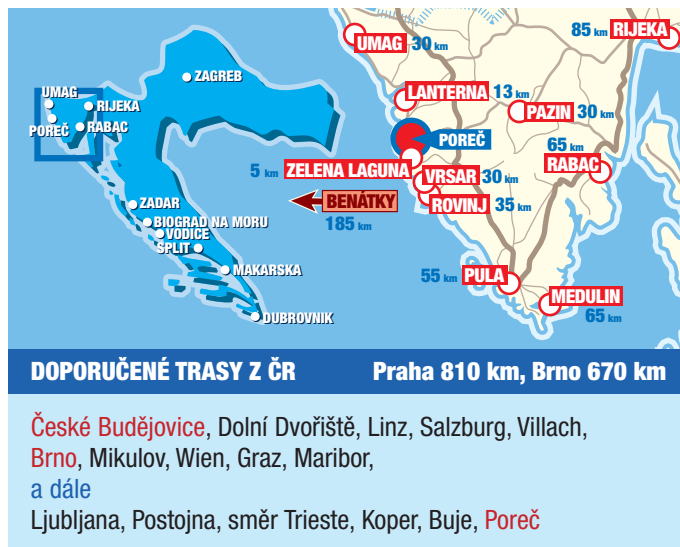 UMAG 30 km
85 km RIJEKA
ZAGREB
UMAG
RIJEKA
POREČ
RABAC
LANTERNA 13 km
PAZIN 30 km
POREČ
65 km
RABAC
5 km ZELENA LAGUNA
VRSAR 30 km
ROVINJ 35 km
BENÁTKY
185 km
ZADAR
BIOGRAD NA MORU
VODICE
SPLIT
MAKARSKA
DUBROVNIK
55 km PULA
MEDULIN
65 km
DOPORUČENÉ TRASY Z ČR Praha 810 km, Brno 670 km
České Budějovice, Dolní Dvořiště, Linz, Salzburg, Villach,
Brno, Mikulov, Wien, Graz, Maribor,
a dále
Ljubljana, Postojna, směr Trieste, Koper, Buje, Poreč